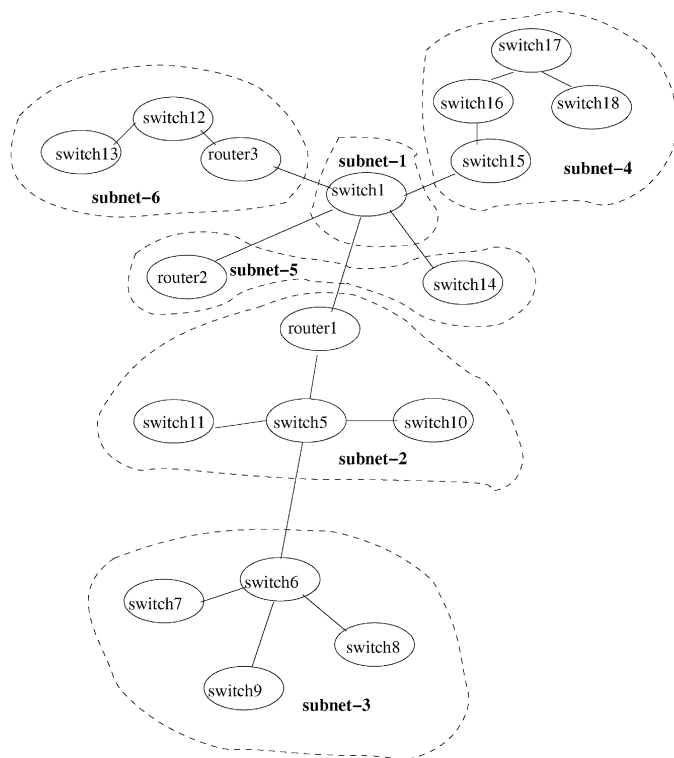 switch17
switch16
switch18
switch12
switch13
router3
subnet-1
switch15
subnet-4
subnet-6
switch1
router2
subnet-5
switch14
router1
switch11
switch5
switch10
subnet-2
switch6
switch7
switch8
switch9
subnet-3